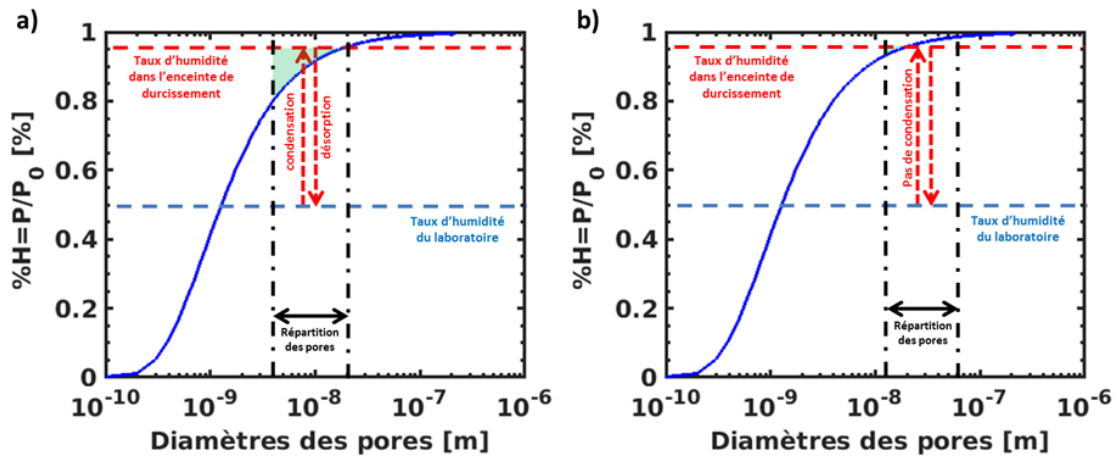 a)
%H=P/P0 [%]
1
0.8
0.6
0.4
0.2
0
Taux d'humidité
dans l'enceinte de
durcissement
condensation
désorption
Taux d'humidité
du laboratoire
Répartition
des pores
10-10
10-9
10-8
10-7
10-6
Diamètres des pores [m]
b)
%H=P/P0 [%]
1
0.8
0.6
0.4
0.2
0
Taux d'humidité
dans l'enceinte de
durcissement
Pas de condensation
Taux d'humidité
du laboratoire
Répartition
des pores
10-10
10-9
10-8
10-7
10-6
Diamètres des pores [m]